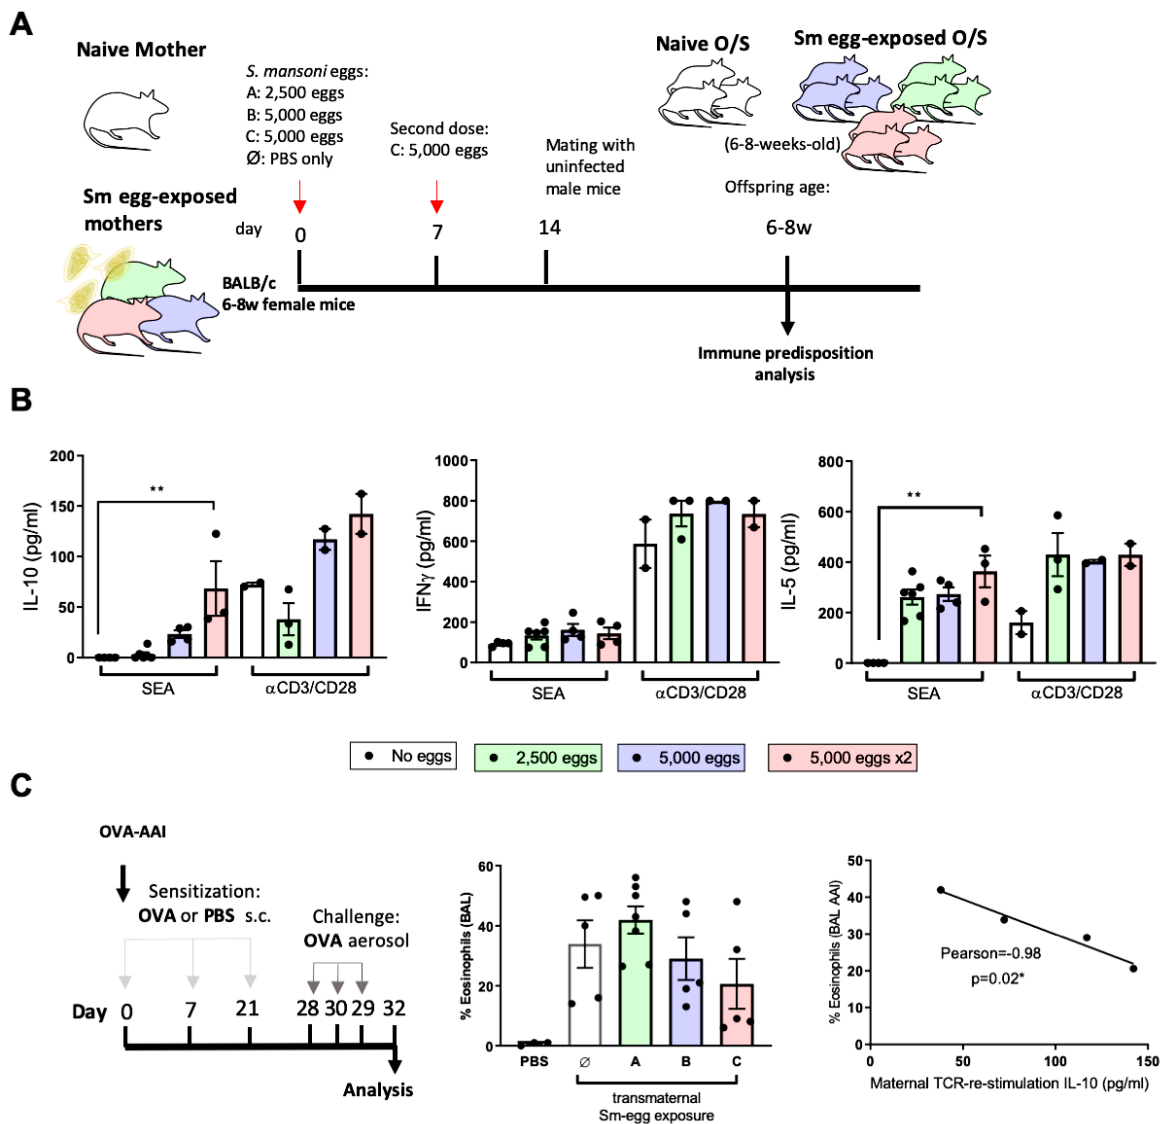 A
Naive Mother
S. mansoni eggs:
A: 2,500 eggs
B: 5,000 eggs
C: 5,000 eggs
Ø: PBS only
Second dose:
C: 5,000 eggs
Mating with
uninfected
male mice
Naive O/S
Sm egg-exposed O/S
(6-8-weeks-old)
Offspring age:
Sm egg-exposed
mothers
day
0
7
14
6-8w
BALB/c
6-8w female mice
Immune predisposition
analysis
B
IL-10 (pg/ml)
200
150
100
50
0
**
SEA
αCD3/CD28
IFNγ (pg/ml)
1000
800
600
400
200
0
SEA
αCD3/CD28
IL-5 (pg/ml)
800
600
400
200
0
**
SEA
αCD3/CD28
No eggs
2,500 eggs
5,000 eggs
5,000 eggs x2
C
OVA-AAI
Sensitization:
OVA or PBS s.c.
Challenge:
OVA aerosol
Day 0 7 21 28 30 29 32
Analysis
% Eosinophils (BAL)
60
40
20
0
PBS Ø A B C
transmaternal
Sm-egg exposure
% Eosinophils (BAL AAI)
50
40
30
20
10
0
Pearson=-0.98
p=0.02*
0 50 100 150
Maternal TCR-re-stimulation IL-10 (pg/ml)